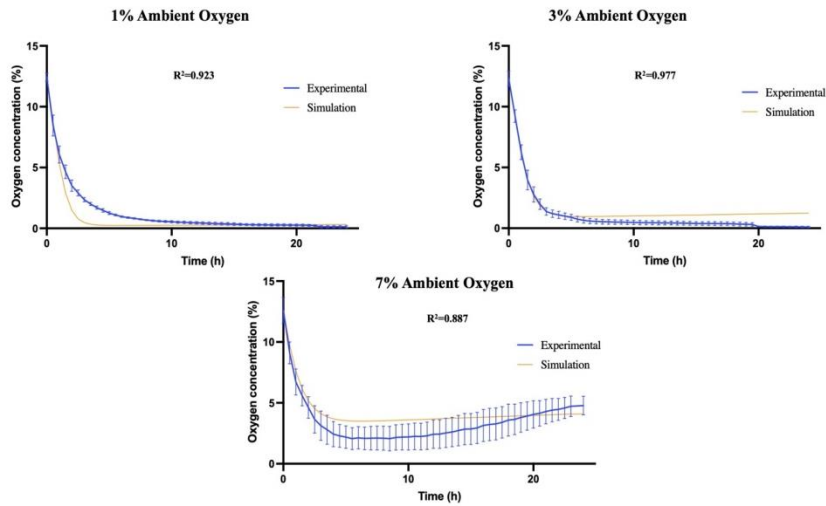 1% Ambient Oxygen
15
10
5
0
0
10
20
Oxygen concentration (%)
Time (h)
R²=0.923
Experimental
Simulation
3% Ambient Oxygen
15
10
5
0
0
10
20
Oxygen concentration (%)
Time (h)
R²=0.977
Experimental
Simulation
7% Ambient Oxygen
15
10
5
0
0
10
20
Oxygen concentration (%)
Time (h)
R²=0.887
Experimental
Simulation